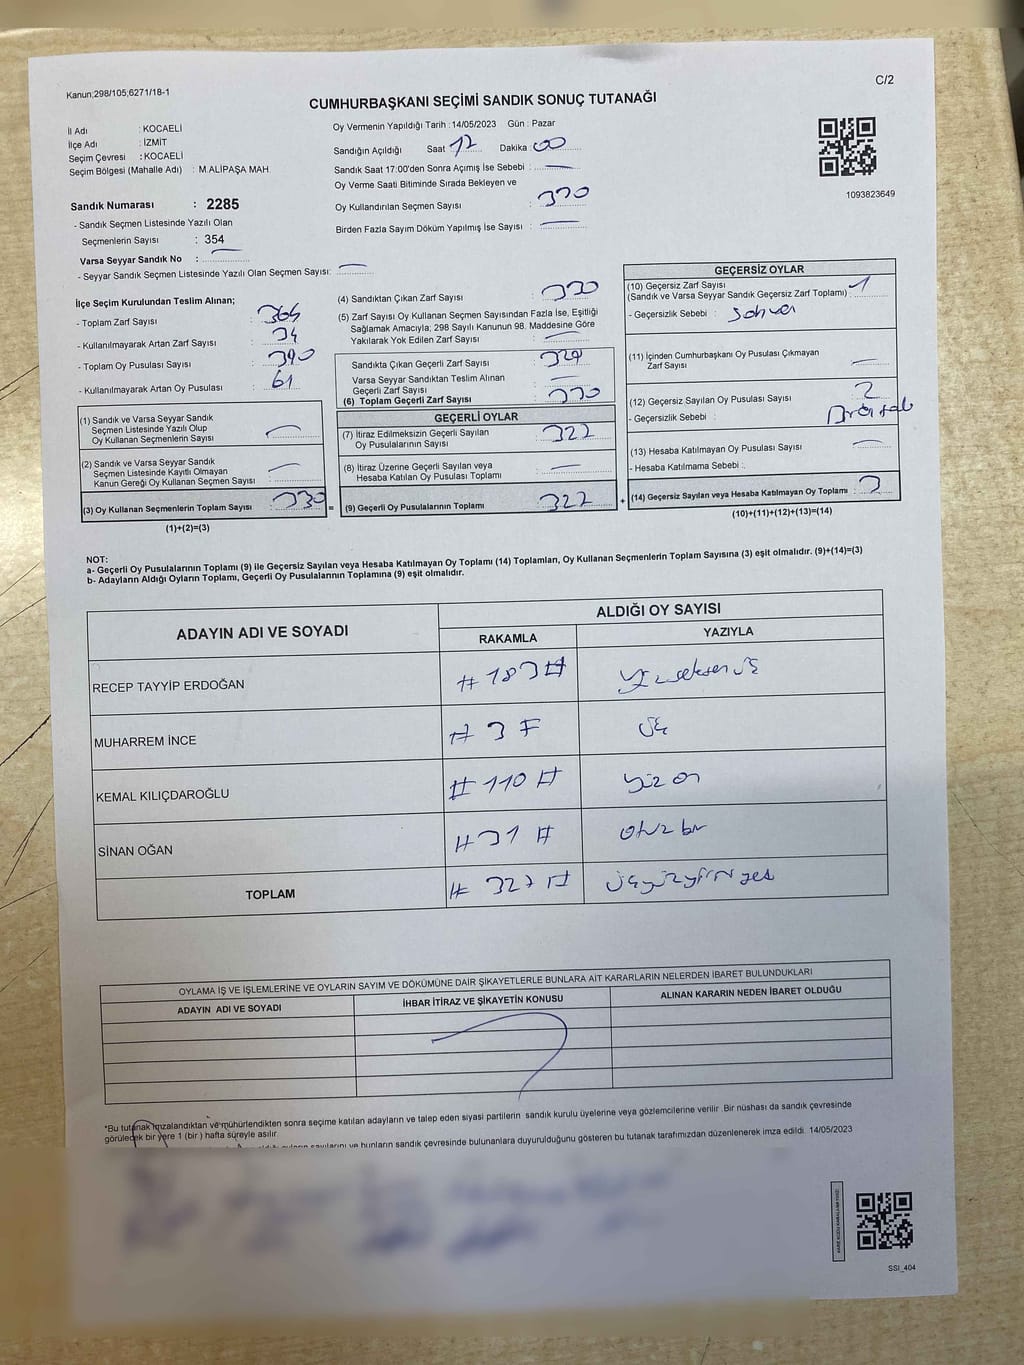 Kanun;298/105;6271/18-1
C/2
CUMHURBAŞKANI SEÇİMİ SANDIK SONUÇ TUTANAĞI
İl Adı : KOCAELİ
İlçe Adı : İZMİT
Seçim Çevresi : KOCAELİ
Seçim Bölgesi (Mahalle Adı) : M.ALİPAŞA MAH
Oy Vermenin Yapıldığı Tarih : 14/05/2023 Gün : Pazar
Sandığın Açıldığı Saat 17 Dakika 00
Sandık Saat 17:00'den Sonra Açımış İse Sebebi :
Oy Verme Saati Bitiminde Sırada Bekleyen ve
Oy Kullandırılan Seçmen Sayısı : 330
Birden Fazla Sayım Döküm Yapılmış İse Sayısı :
1093823649
Sandık Numarası : 2285
- Sandık Seçmen Listesinde Yazılı Olan
Seçmenlerin Sayısı : 354
Varsa Seyyar Sandık No :
- Seyyar Sandık Seçmen Listesinde Yazılı Olan Seçmen Sayısı:
İlçe Seçim Kurulundan Teslim Alınan;
- Toplam Zarf Sayısı : 364
- Kullanılmayarak Artan Zarf Sayısı : 34
- Toplam Oy Pusulası Sayısı : 390
- Kullanılmayarak Artan Oy Pusulası : 61
(1) Sandık ve Varsa Seyyar Sandık
Seçmen Listesinde Yazılı Olup
Oy Kullanan Seçmenlerin Sayısı
(2) Sandık ve Varsa Seyyar Sandık
Seçmen Listesinde Kayıtlı Olmayan
Kanun Gereği Oy Kullanan Seçmen Sayısı
(3) Oy Kullanan Seçmenlerin Toplam Sayısı : 330
(1)+(2)=(3)
(4) Sandıktan Çıkan Zarf Sayısı : 330
(5) Zarf Sayısı Oy Kullanan Seçmen Sayısından Fazla İse, Eşitliği
Sağlamak Amacıyla; 298 Sayılı Kanunun 98. Maddesine Göre
Yakılarak Yok Edilen Zarf Sayısı :
Sandıkta Çıkan Geçerli Zarf Sayısı : 329
Varsa Seyyar Sandıktan Teslim Alınan
Geçerli Zarf Sayısı :
(6) Toplam Geçerli Zarf Sayısı : 330
GEÇERLİ OYLAR
(7) İtiraz Edilmeksizin Geçerli Sayılan
Oy Pusulalarının Sayısı : 327
(8) İtiraz Üzerine Geçerli Sayılan veya
Hesaba Katılan Oy Pusulası Toplamı :
= (9) Geçerli Oy Pusulalarının Toplamı : 327
GEÇERSİZ OYLAR
(10) Geçersiz Zarf Sayısı
(Sandık ve Varsa Seyyar Sandık Geçersiz Zarf Toplamı) : 1
- Geçersizlik Sebebi :
(11) İçinden Cumhurbaşkanı Oy Pusulası Çıkmayan
Zarf Sayısı :
(12) Geçersiz Sayılan Oy Pusulası Sayısı : 2
- Geçersizlik Sebebi :
(13) Hesaba Katılmayan Oy Pusulası Sayısı :
- Hesaba Katılmama Sebebi :.
+ (14) Geçersiz Sayılan veya Hesaba Katılmayan Oy Toplamı : 3
(10)+(11)+(12)+(13)=(14)
NOT:
a- Geçerli Oy Pusulalarının Toplamı (9) ile Geçersiz Sayılan veya Hesaba Katılmayan Oy Toplamı (14) Toplamları, Oy Kullanan Seçmenlerin Toplam Sayısına (3) eşit olmalıdır. (9)+(14)=(3)
b- Adayların Aldığı Oyların Toplamı, Geçerli Oy Pusulalarının Toplamına (9) eşit olmalıdır.
ADAYIN ADI VE SOYADI
ALDIĞI OY SAYISI
RAKAMLA YAZIYLA
RECEP TAYYİP ERDOĞAN # 183 # Yüzseksen üç
MUHARREM İNCE # 3 # üç
KEMAL KILIÇDAROĞLU # 110 # yüz on
SİNAN OĞAN # 31 # otuz bir
TOPLAM # 327 # üçyüzyirmi yedi
OYLAMA İŞ VE İŞLEMLERİNE VE OYLARIN SAYIM VE DÖKÜMÜNE DAİR ŞİKAYETLERLE BUNLARA AİT KARARLARIN NELERDEN İBARET BULUNDUKLARI
ADAYIN ADI VE SOYADI İHBAR İTİRAZ VE ŞİKAYETİN KONUSU ALINAN KARARIN NEDEN İBARET OLDUĞU
*Bu tutanak imzalandıktan ve mühürlendikten sonra seçime katılan adayların ve talep eden siyasi partilerin sandık kurulu üyelerine veya gözlemcilerine verilir .Bir nüshası da sandık çevresinde
görülecek bir yere 1 (bir ) hafta süreyle asılır.
sayılarını ve bunların sandık çevresinde bulunanlara duyurulduğunu gösteren bu tutanak tarafımızdan düzenlenerek imza edildi. 14/05/2023
SSI_404